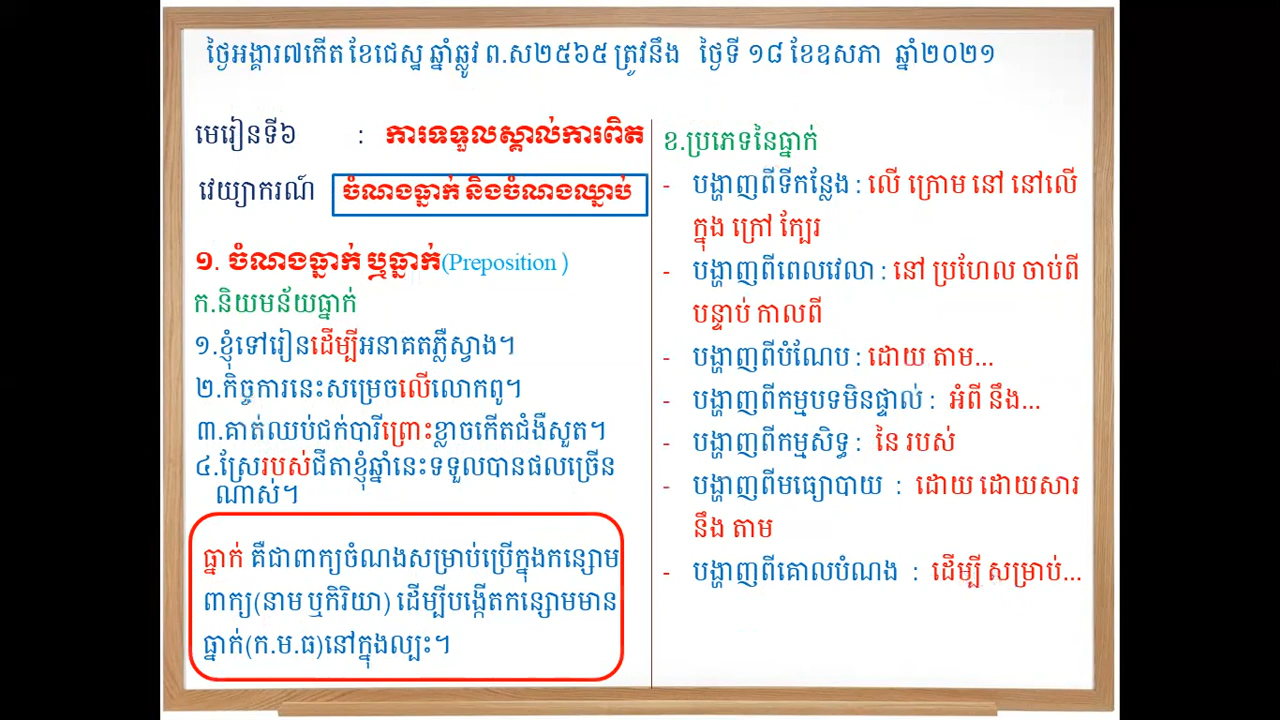 ថ្ងៃអង្គារ៧កើត ខែជេស្ឋ ឆ្នាំឆ្លូវ ព.ស២៥៦៥ ត្រូវនឹង ថ្ងៃទី ១៨ ខែឧសភា ឆ្នាំ២០២១
មេរៀនទី៦ : ការទទួលស្គាល់ការពិត
វេយ្យាករណ៍ ចំណងធ្នាក់ និងចំណងឈ្នាប់
១. ចំណងធ្នាក់ ឬធ្នាក់(Preposition )
ក.និយមន័យធ្នាក់
១.ខ្ញុំទៅរៀនដើម្បីអនាគតភ្លឺស្វាង។
២.កិច្ចការនេះសម្រេចលើលោកពូ។
៣.គាត់ឈប់ជក់បារីព្រោះខ្លាចកើតជំងឺសួត។
៤.ស្រែរបស់ជីតាខ្ញុំឆ្នាំនេះទទួលបានផលច្រើន
ណាស់។
ធ្នាក់ គឺជាពាក្យចំណងសម្រាប់ប្រើក្នុងកន្សោម
ពាក្យ(នាម ឬកិរិយា) ដើម្បីបង្កើតកន្សោមមាន
ធ្នាក់(ក.ម.ធ)នៅក្នុងល្បះ។
ខ.ប្រភេទនៃធ្នាក់
- បង្ហាញពីទីកន្លែង : លើ ក្រោម នៅ នៅលើ
ក្នុង ក្រៅ ក្បែរ
- បង្ហាញពីពេលវេលា : នៅ ប្រហែល ចាប់ពី
បន្ទាប់ កាលពី
- បង្ហាញពីបំណែប : ដោយ តាម...
- បង្ហាញពីកម្មបទមិនផ្ទាល់ : អំពី នឹង...
- បង្ហាញពីកម្មសិទ្ធ : នៃ របស់
- បង្ហាញពីមធ្យោបាយ : ដោយ ដោយសារ
នឹង តាម
- បង្ហាញពីគោលបំណង : ដើម្បី សម្រាប់...